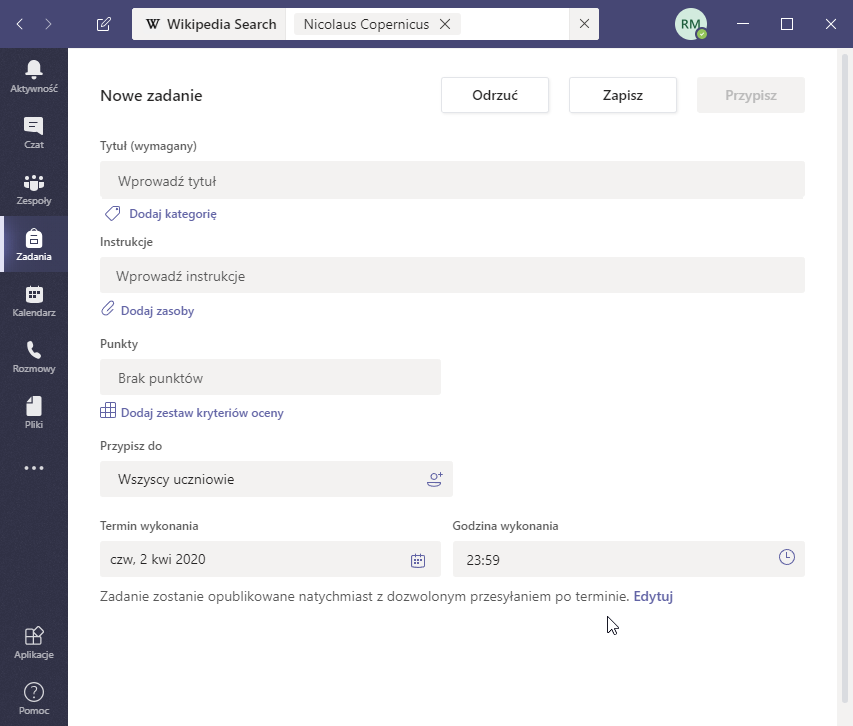 W Wikipedia Search Nicolaus Copernicus
RM
Aktywność
Czat
Zespoły
Zadania
Kalendarz
Rozmowy
Pliki
Aplikacje
Pomoc
Nowe zadanie Odrzuć Zapisz Przypisz
Tytuł (wymagany)
Wprowadź tytuł
Dodaj kategorię
Instrukcje
Wprowadź instrukcje
Dodaj zasoby
Punkty
Brak punktów
Dodaj zestaw kryteriów oceny
Przypisz do
Wszyscy uczniowie
Termin wykonania Godzina wykonania
czw, 2 kwi 2020 23:59
Zadanie zostanie opublikowane natychmiast z dozwolonym przesyłaniem po terminie. Edytuj